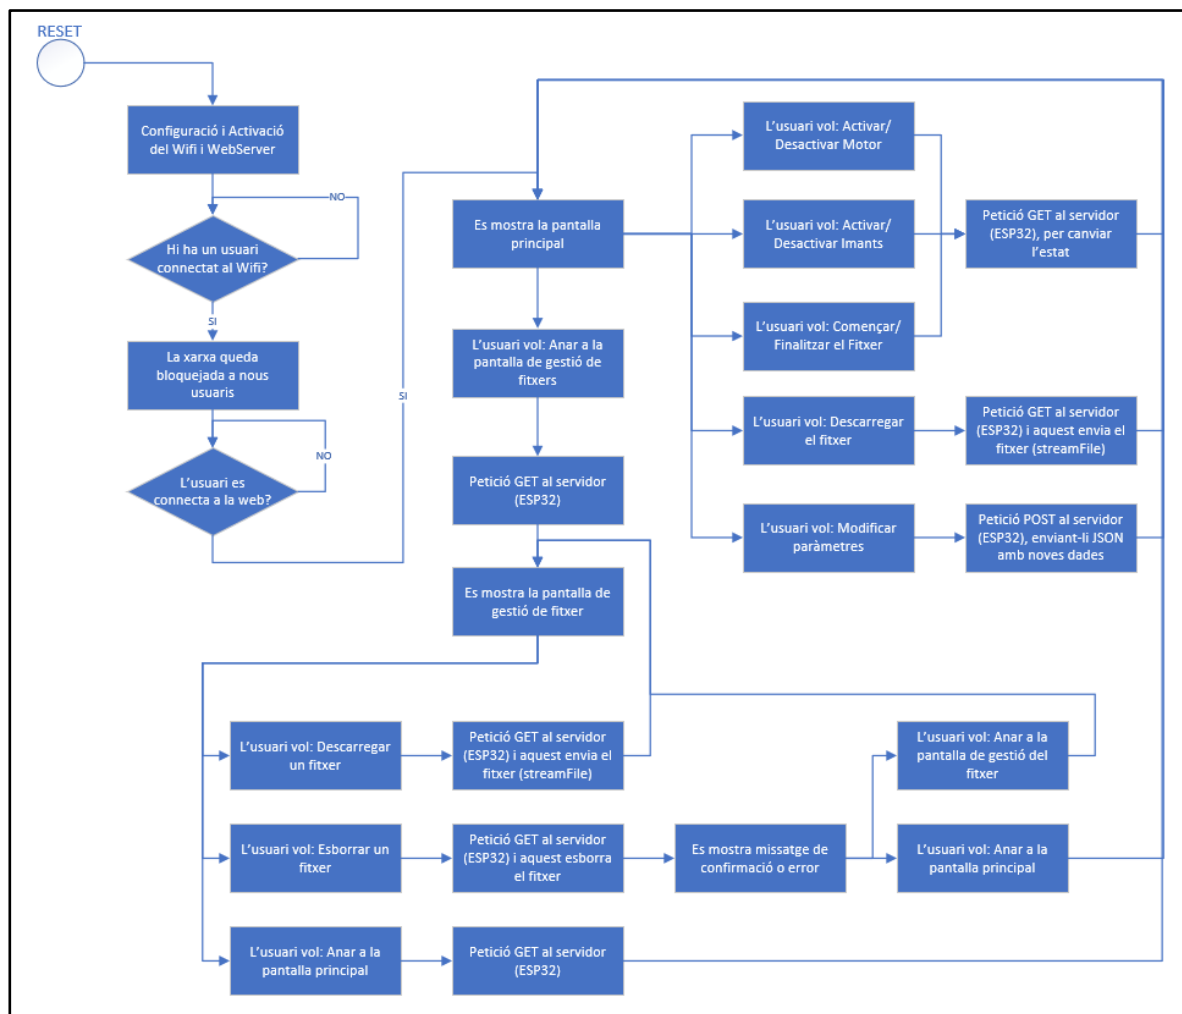 RESET
Configuració i Activació
del Wifi i WebServer
NO
Hi ha un usuari
connectat al Wifi?
SI
La xarxa queda
bloquejada a nous
usuaris
NO
L'usuari es
connecta a la web?
SI
Es mostra la pantalla
principal
L'usuari vol: Anar a la
pantalla de gestió de
fitxers
Petició GET al servidor
(ESP32)
Es mostra la pantalla de
gestió de fitxer
L'usuari vol: Activar/
Desactivar Motor
L'usuari vol: Activar/
Desactivar Imants
L'usuari vol: Començar/
Finalitzar el Fitxer
Petició GET al servidor
(ESP32), per canviar
l'estat
L'usuari vol: Descarregar
el fitxer
Petició GET al servidor
(ESP32) i aquest envia el
fitxer (streamFile)
L'usuari vol: Modificar
paràmetres
Petició POST al servidor
(ESP32), enviant-li JSON
amb noves dades
L'usuari vol: Descarregar
un fitxer
Petició GET al servidor
(ESP32) i aquest envia el
fitxer (streamFile)
L'usuari vol: Esborrar un
fitxer
Petició GET al servidor
(ESP32) i aquest esborra
el fitxer
Es mostra missatge de
confirmació o error
L'usuari vol: Anar a la
pantalla de gestió del
fitxer
L'usuari vol: Anar a la
pantalla principal
L'usuari vol: Anar a la
pantalla principal
Petició GET al servidor
(ESP32)